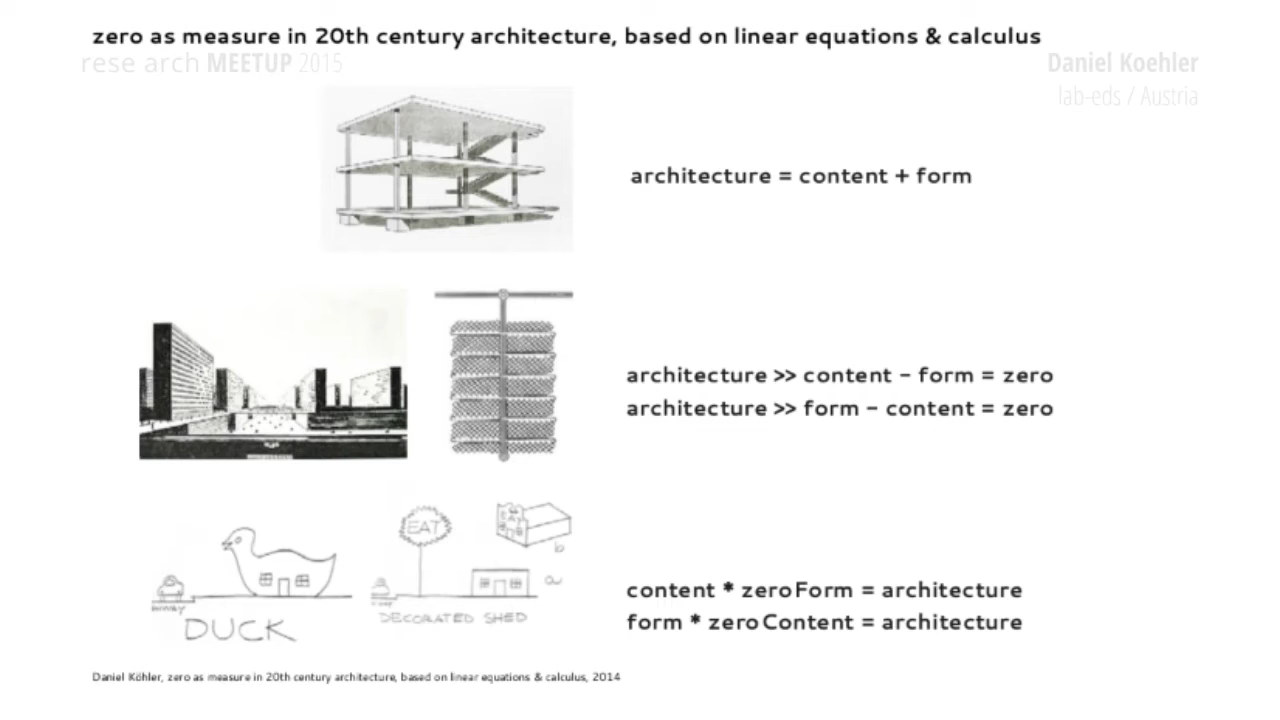 zero as measure in 20th century architecture, based on linear equations & calculus
rese arch MEETUP 2015
Daniel Koehler
lab-eds / Austria
architecture = content + form
architecture >> content - form = zero
architecture >> form - content = zero
EAT
EAT
b
a
DUCK
DECORATED SHED
content * zeroForm = architecture
form * zeroContent = architecture
Daniel Köhler, zero as measure in 20th century architecture, based on linear equations & calculus, 2014